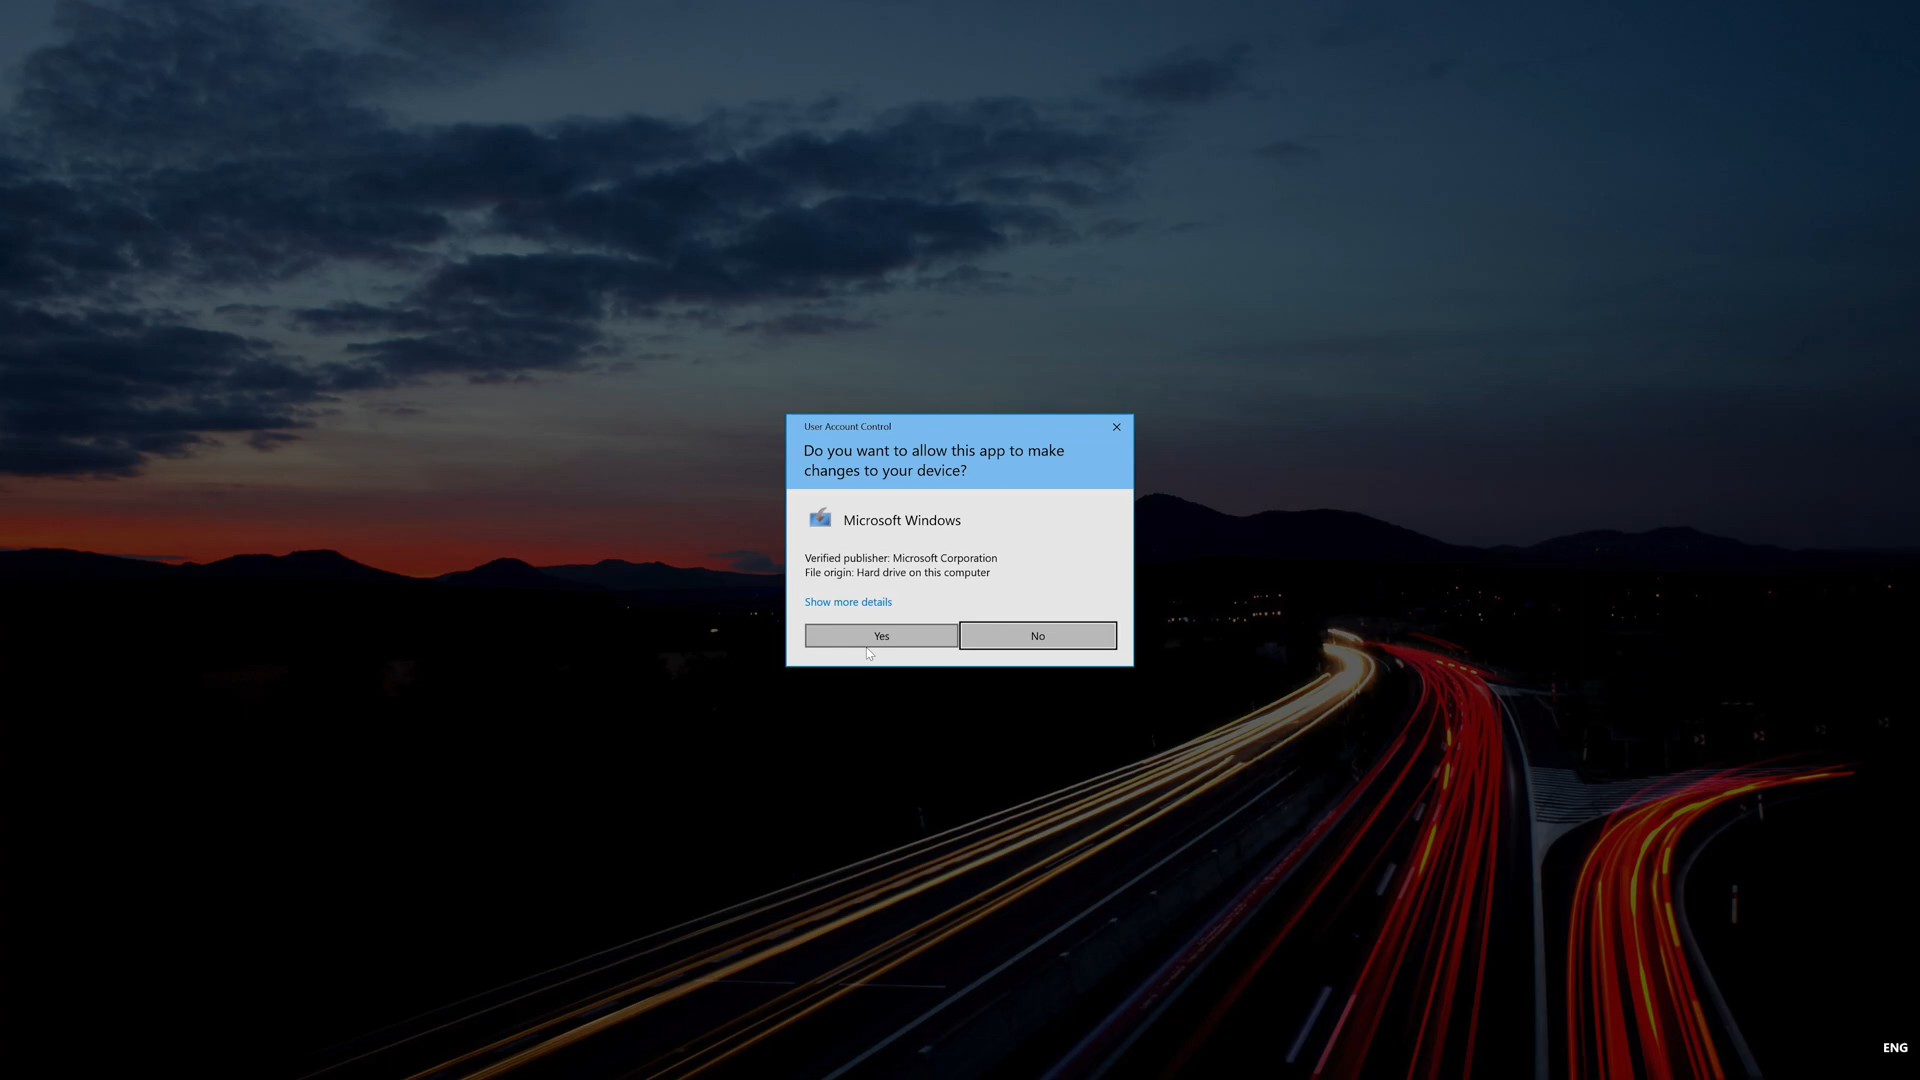 User Account Control
Do you want to allow this app to make
changes to your device?
Microsoft Windows
Verified publisher: Microsoft Corporation
File origin: Hard drive on this computer
Show more details
Yes
No
ENG